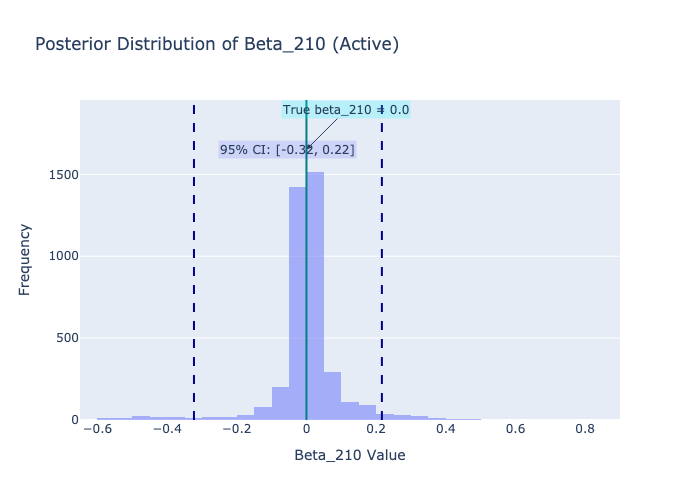 Posterior Distribution of Beta_210 (Active)
True beta_210 = 0.0
95% CI: [-0.32, 0.22]
1500
1000
500
0
Frequency
−0.6 −0.4 −0.2 0 0.2 0.4 0.6 0.8
Beta_210 Value